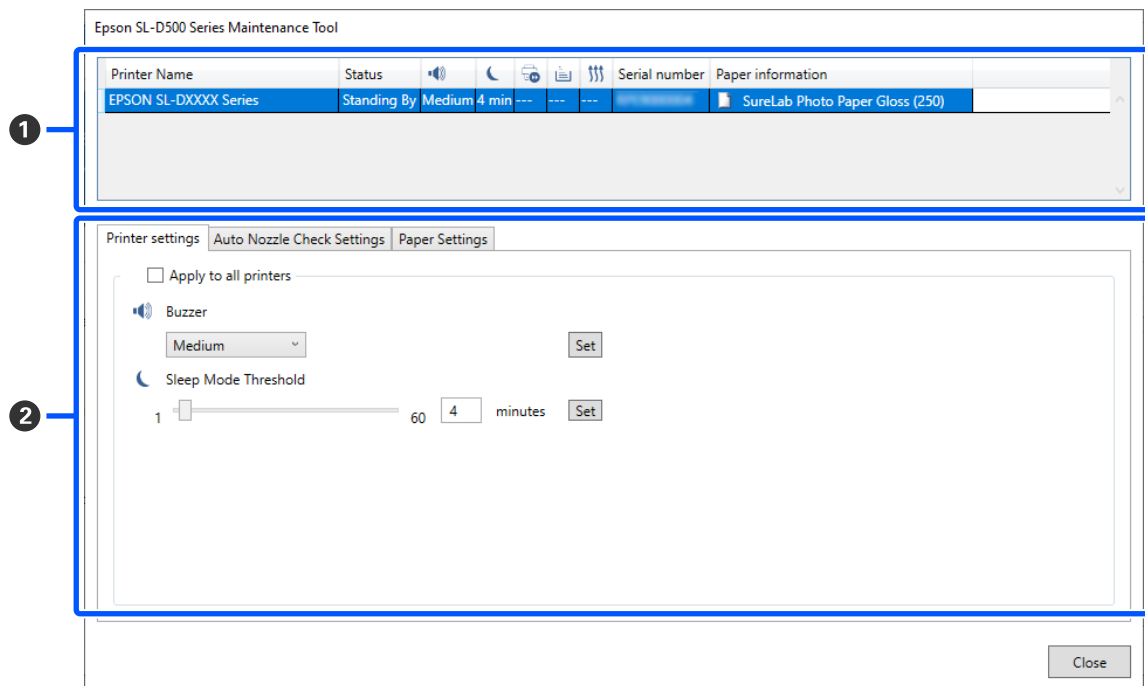 Epson SL-D500 Series Maintenance Tool
Printer Name Status Serial number Paper information
EPSON SL-DXXXX Series Standing By Medium 4 min --- --- --- SureLab Photo Paper Gloss (250)
1
Printer settings Auto Nozzle Check Settings Paper Settings
Apply to all printers
Buzzer
Medium Set
Sleep Mode Threshold
1 60 4 minutes Set
2
Close